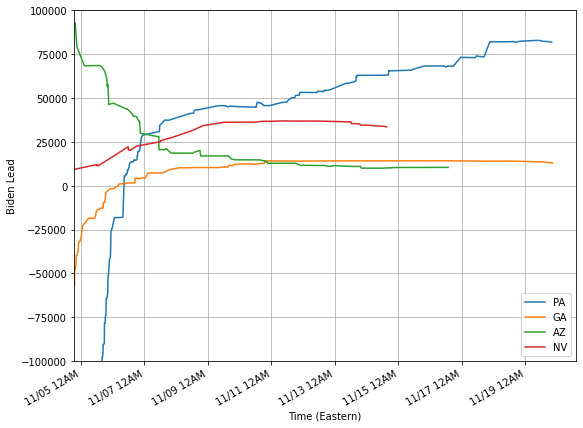 100000
75000
50000
25000
0
−25000
−50000
−75000
−100000
Biden Lead
11/05 12AM
11/07 12AM
11/09 12AM
11/11 12AM
11/13 12AM
11/15 12AM
11/17 12AM
11/19 12AM
Time (Eastern)
PA
GA
AZ
NV